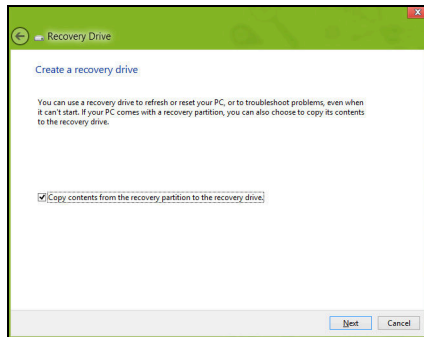 Recovery Drive
Create a recovery drive
You can use a recovery drive to refresh or reset your PC, or to troubleshoot problems, even when
it can't start. If your PC comes with a recovery partition, you can also choose to copy its contents
to the recovery drive.
Copy contents from the recovery partition to the recovery drive.
Next Cancel